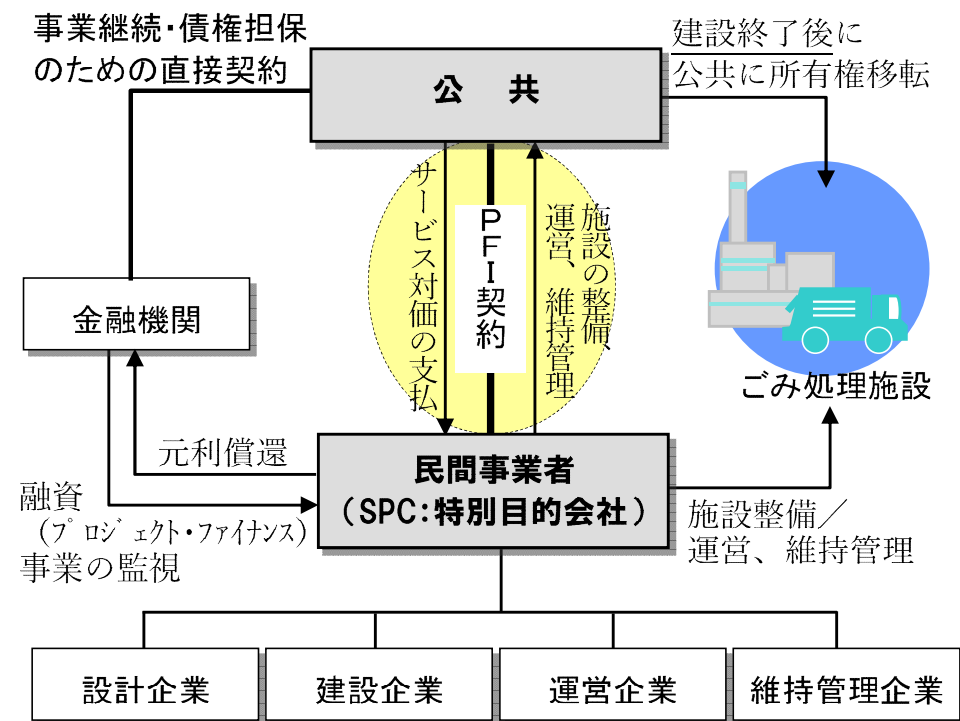 事業継続・債権担保
のための直接契約
建設終了後に
公共に所有権移転
公 共
サービス対価の支払
PFI契約
施設の整備、
運営、維持管理
金融機関
ごみ処理施設
元利償還
民間事業者
（SPC：特別目的会社）
融資
（プロジェクト・ファイナンス）
事業の監視
施設整備／
運営、維持管理
設計企業
建設企業
運営企業
維持管理企業